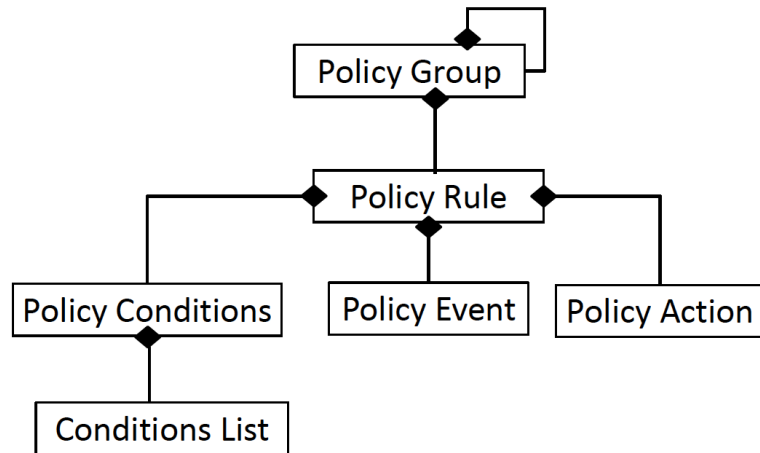 Policy Group
Policy Rule
Policy Conditions
Policy Event
Policy Action
Conditions List